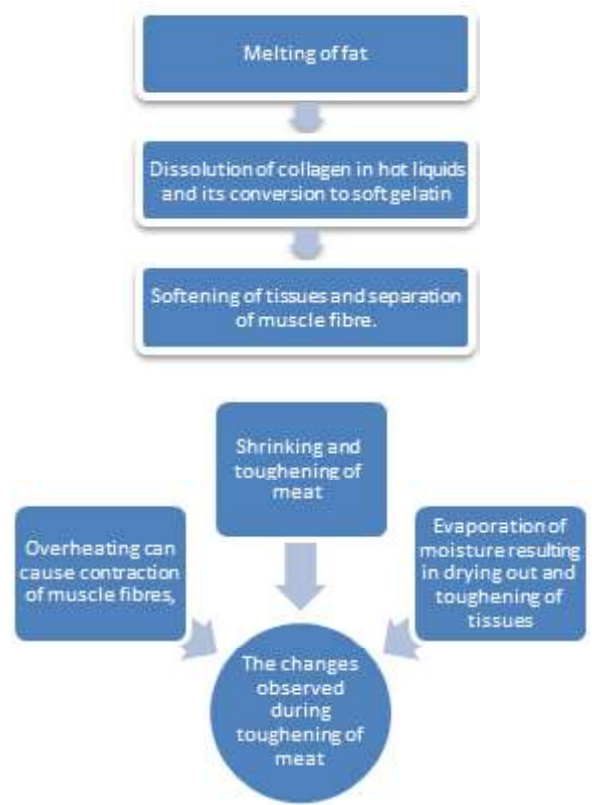 Melting of fat
Dissolution of collagen in hot liquids
and its conversion to soft gelatin
Softening of tissues and separation
of muscle fibre.
Shrinking and
toughening of
meat
Overheating can
cause contraction
of muscle fibres,
Evaporation of
moisture resulting
in drying out and
toughening of
tissues
The changes
observed
during
toughening of
meat